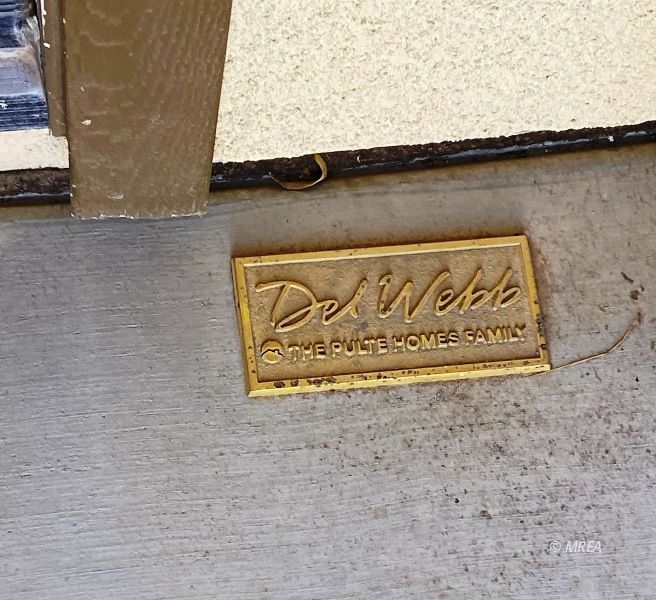 Del Webb
THE PULTE HOMES FAMILY
© MREA